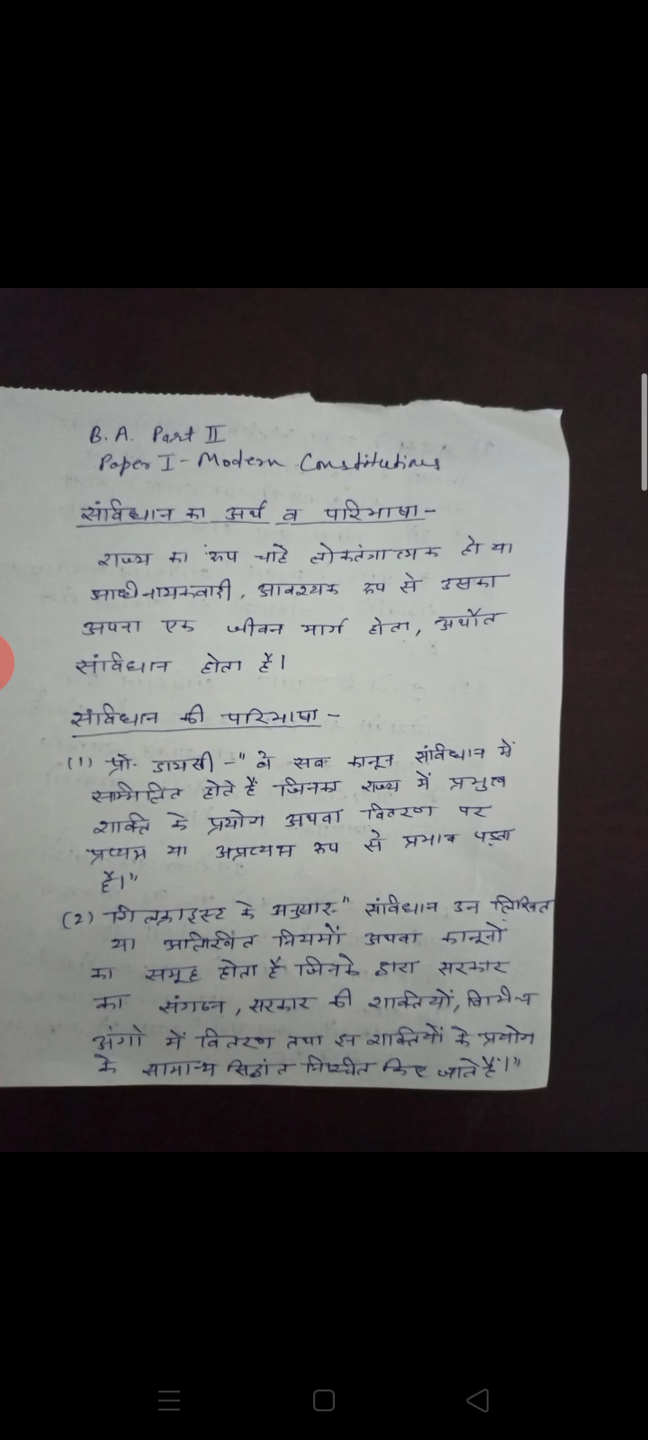 B. A. Part II
Paper I - Modern Constitutions
संविधान का अर्थ व परिभाषा -
राज्य का रूप चाहे लोकतंत्रात्मक हो या
आधीनायकवादी, आवश्यक रूप से उसका
अपना एक जीवन मार्ग होता, अर्थात
संविधान होता है।
संविधान की परिभाषा -
(1) प्रो. डायसी - "वे सब कानून संविधान में
सम्मिलित होते हैं जिनका राज्य में प्रभुत्व
शक्ति के प्रयोग अथवा वितरण पर
प्रत्यक्ष या अप्रत्यक्ष रूप से प्रभाव पड़ता
है।"
(2) गिलक्राइस्ट के अनुसार - "संविधान उन लिखित
या अलिखित नियमों अथवा कानूनों
का समूह होता है जिनके द्वारा सरकार
का संगठन, सरकार की शक्तियों, विभिन्न
अंगो में वितरण तथा इन शक्तियों के प्रयोग
के सामान्य सिद्धांत निश्चित किए जाते हैं।"